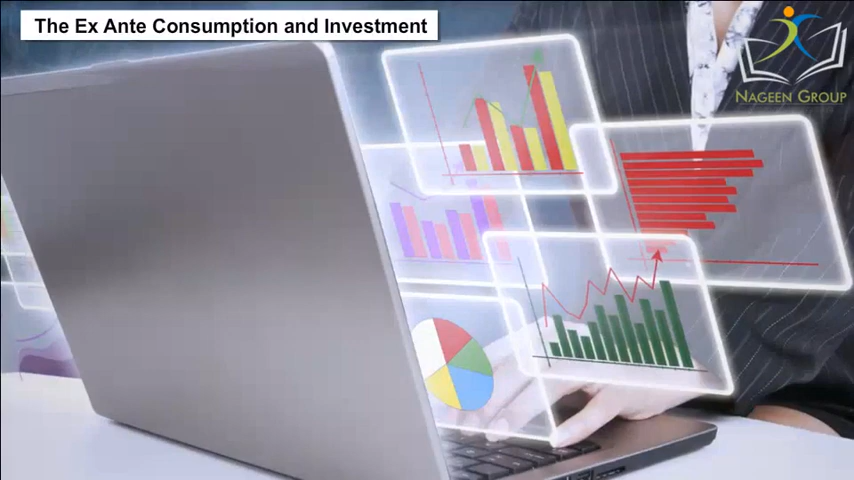 The Ex Ante Consumption and Investment
NAGEEN GROUP